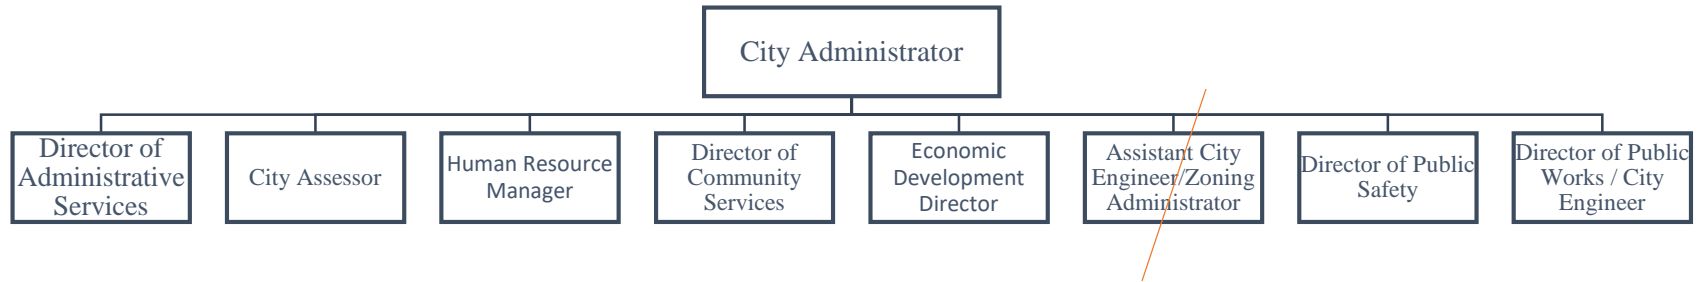 City Administrator
Director of
Administrative
Services
City Assessor
Human Resource
Manager
Director of
Community
Services
Economic
Development
Director
Assistant City
Engineer/Zoning
Administrator
Director of Public
Safety
Director of Public
Works / City
Engineer